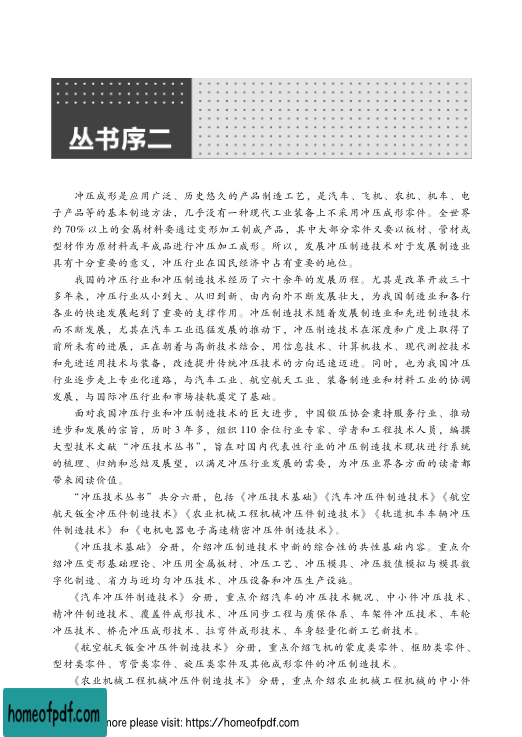 丛书序二
冲压成形是应用广泛、历史悠久的产品制造工艺，是汽车、飞机、农机、机车、电
子产品等的基本制造方法，几乎没有一种现代工业装备上不采用冲压成形零件。全世界
约 70% 以上的金属材料要通过变形加工制成产品，其中大部分零件又要以板材、管材或
型材作为原材料或半成品进行冲压加工成形。所以，发展冲压制造技术对于发展制造业
具有十分重要的意义，冲压行业在国民经济中占有重要的地位。
我国的冲压行业和冲压制造技术经历了六十余年的发展历程。尤其是改革开放三十
多年来，冲压行业从小到大、从旧到新、由内向外不断发展壮大，为我国制造业和各行
各业的快速发展起到了重要的支撑作用。冲压制造技术随着发展制造业和先进制造技术
而不断发展，尤其在汽车工业迅猛发展的推动下，冲压制造技术在深度和广度上取得了
前所未有的进展，正在朝着与高新技术结合，用信息技术、计算机技术、现代测控技术
和先进适用技术与装备，改造提升传统冲压技术的方向迅速迈进。同时，也为我国冲压
行业逐步走上专业化道路，与汽车工业、航空航天工业、装备制造业和材料工业的协调
发展，与国际冲压行业和市场接轨奠定了基础。
面对我国冲压行业和冲压制造技术的巨大进步，中国锻压协会秉持服务行业、推动
进步和发展的宗旨，历时 3 年多，组织 110 余位行业专家、学者和工程技术人员，编撰
大型技术文献“冲压技术丛书”，旨在对国内代表性行业的冲压制造技术现状进行系统
的梳理、归纳和总结及展望，以满足冲压行业发展的需要，为冲压业界各方面的读者都
带来阅读价值。
“冲压技术丛书”共分六册，包括《冲压技术基础》《汽车冲压件制造技术》《航空
航天钣金冲压件制造技术》《农业机械工程机械冲压件制造技术》《轨道机车车辆冲压
件制造技术》和《电机电器电子高速精密冲压件制造技术》。
《冲压技术基础》分册，介绍冲压制造技术中新的综合性的共性基础内容。重点介
绍冲压变形基础理论、冲压用金属板材、冲压工艺、冲压模具、冲压数值模拟与模具数
字化制造、省力与近均匀冲压技术、冲压设备和冲压生产设施。
《汽车冲压件制造技术》分册，重点介绍汽车的冲压技术概况、中小件冲压技术、
精冲件制造技术、覆盖件成形技术、冲压同步工程与质保体系、车架件冲压技术、车轮
冲压技术、桥壳冲压成形技术、拉弯件成形技术、车身轻量化新工艺新技术。
《航空航天钣金冲压件制造技术》分册，重点介绍飞机的蒙皮类零件、框肋类零件、
型材类零件、弯管类零件、旋压类零件及其他成形零件的冲压制造技术。
《农业机械工程机械冲压件制造技术》分册，重点介绍农业机械工程机械的中小件
homeofpdf.com
more please visit: https://homeofpdf.com